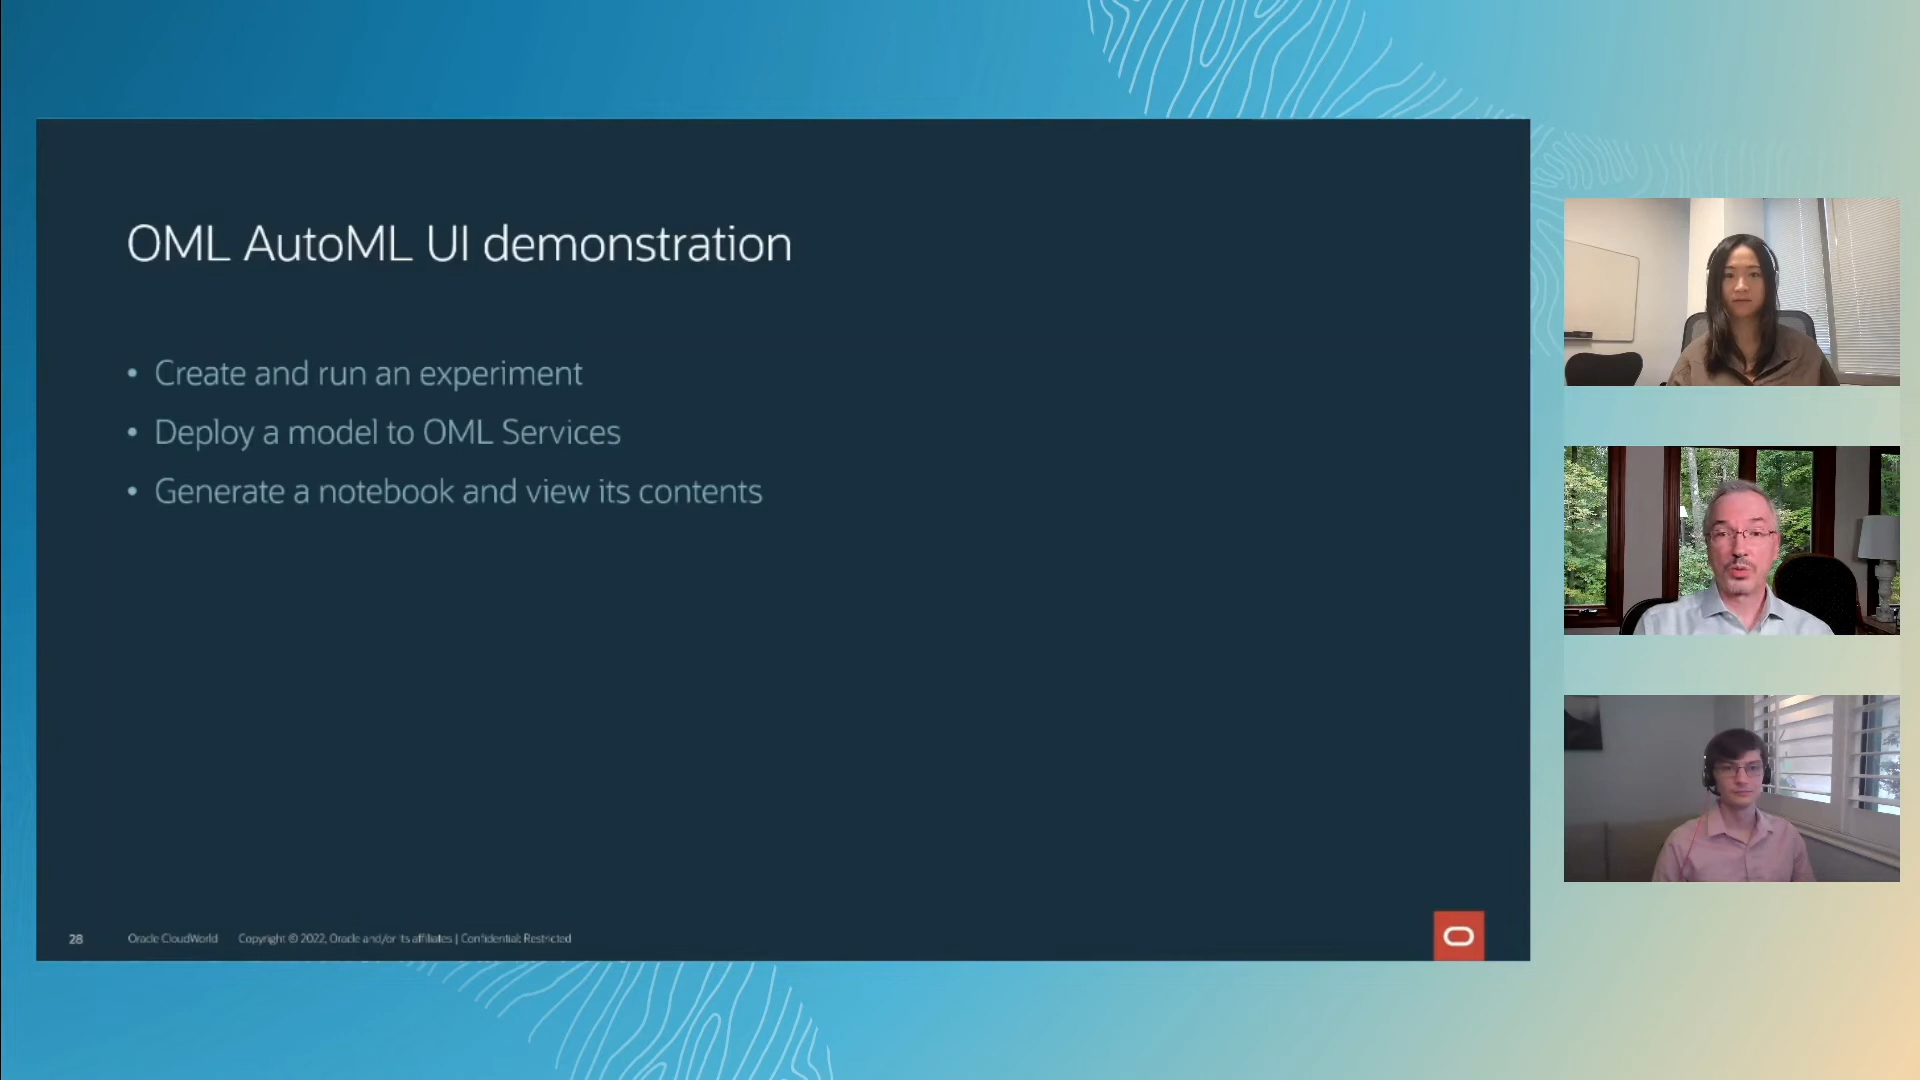 OML AutoML UI demonstration
• Create and run an experiment
• Deploy a model to OML Services
• Generate a notebook and view its contents
28 Oracle CloudWorld Copyright © 2022, Oracle and/or its affiliates | Confidential: Restricted